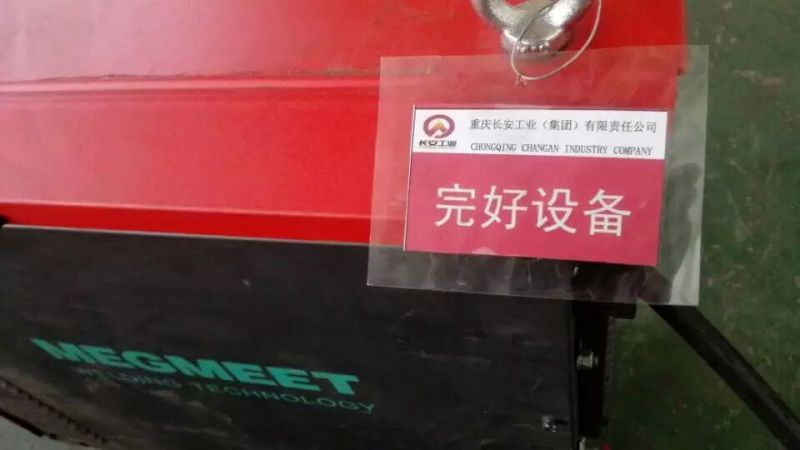 重庆长安工业（集团）有限责任公司
CHONGQING CHANGAN INDUSTRY COMPANY
长安工业
完好设备
MEGMEET
WELDING TECHNOLOGY